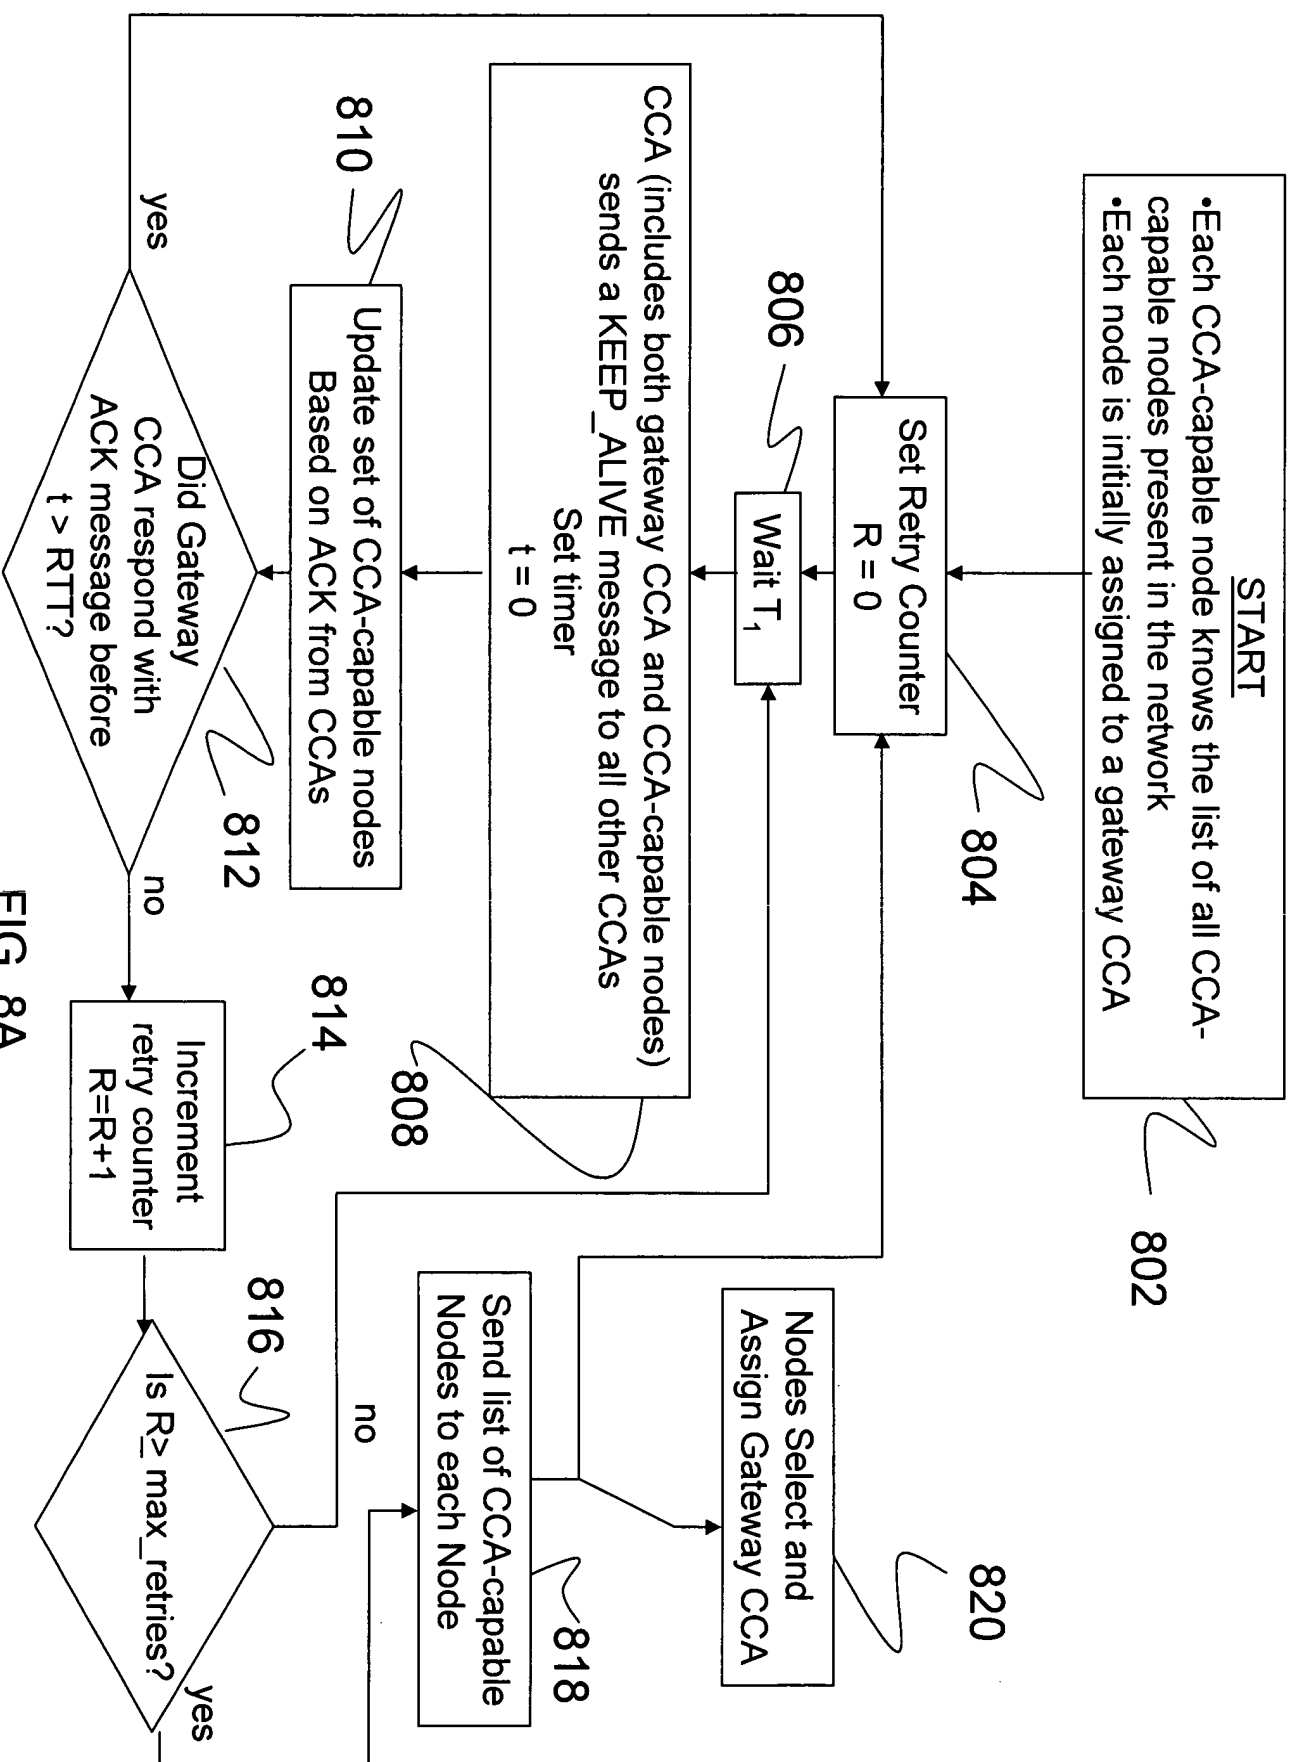 START
•Each CCA-capable node knows the list of all CCA-
capable nodes present in the network
•Each node is initially assigned to a gateway CCA
802
Set Retry Counter
R = 0
804
806
Wait T1
CCA (includes both gateway CCA and CCA-capable nodes)
sends a KEEP_ALIVE message to all other CCAs
Set timer
t = 0
808
810
Update set of CCA-capable nodes
Based on ACK from CCAs
Did Gateway
CCA respond with
ACK message before
t > RTT?
812
yes
no
Increment
retry counter
R=R+1
814
Is R> max_retries?
816
no
yes
Send list of CCA-capable
Nodes to each Node
818
Nodes Select and
Assign Gateway CCA
820
FIG. 8A